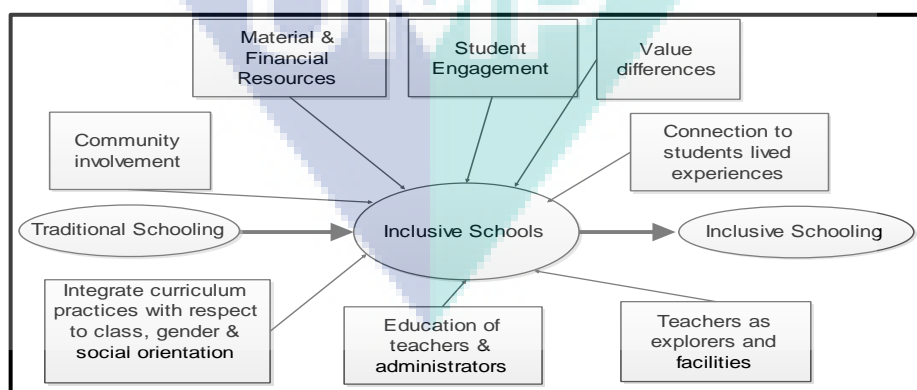 UMP
Material &
Financial
Resources
Student
Engagement
Value
differences
Community
involvement
Connection to
students lived
experiences
Traditional Schooling
Inclusive Schools
Inclusive Schooling
Integrate curriculum
practices with respect
to class, gender &
social orientation
Education of
teachers &
administrators
Teachers as
explorers and
facilities